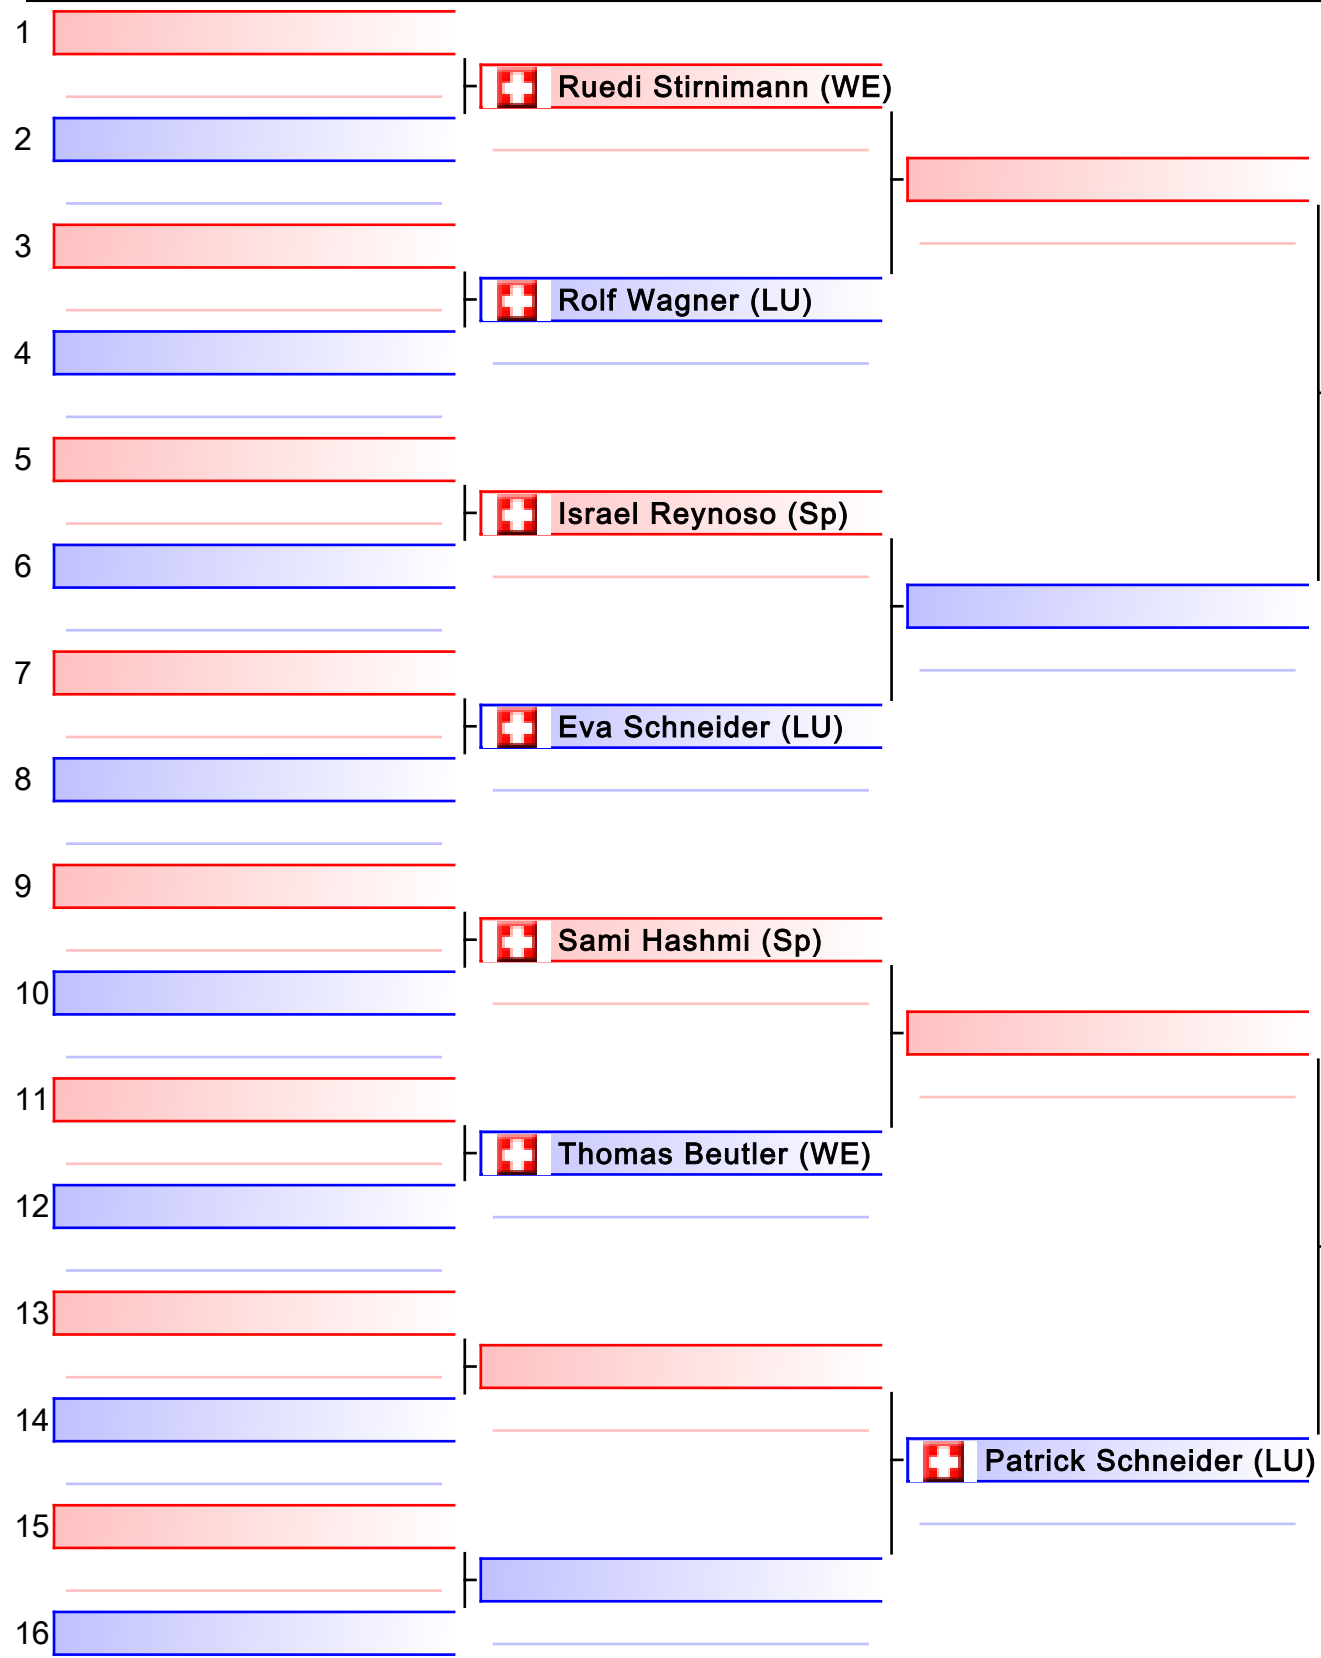 1
Ruedi Stirnimann (WE)
2
3
Rolf Wagner (LU)
4
5
Israel Reynoso (Sp)
6
7
Eva Schneider (LU)
8
9
Sami Hashmi (Sp)
10
11
Thomas Beutler (WE)
12
13
14
Patrick Schneider (LU)
15
16